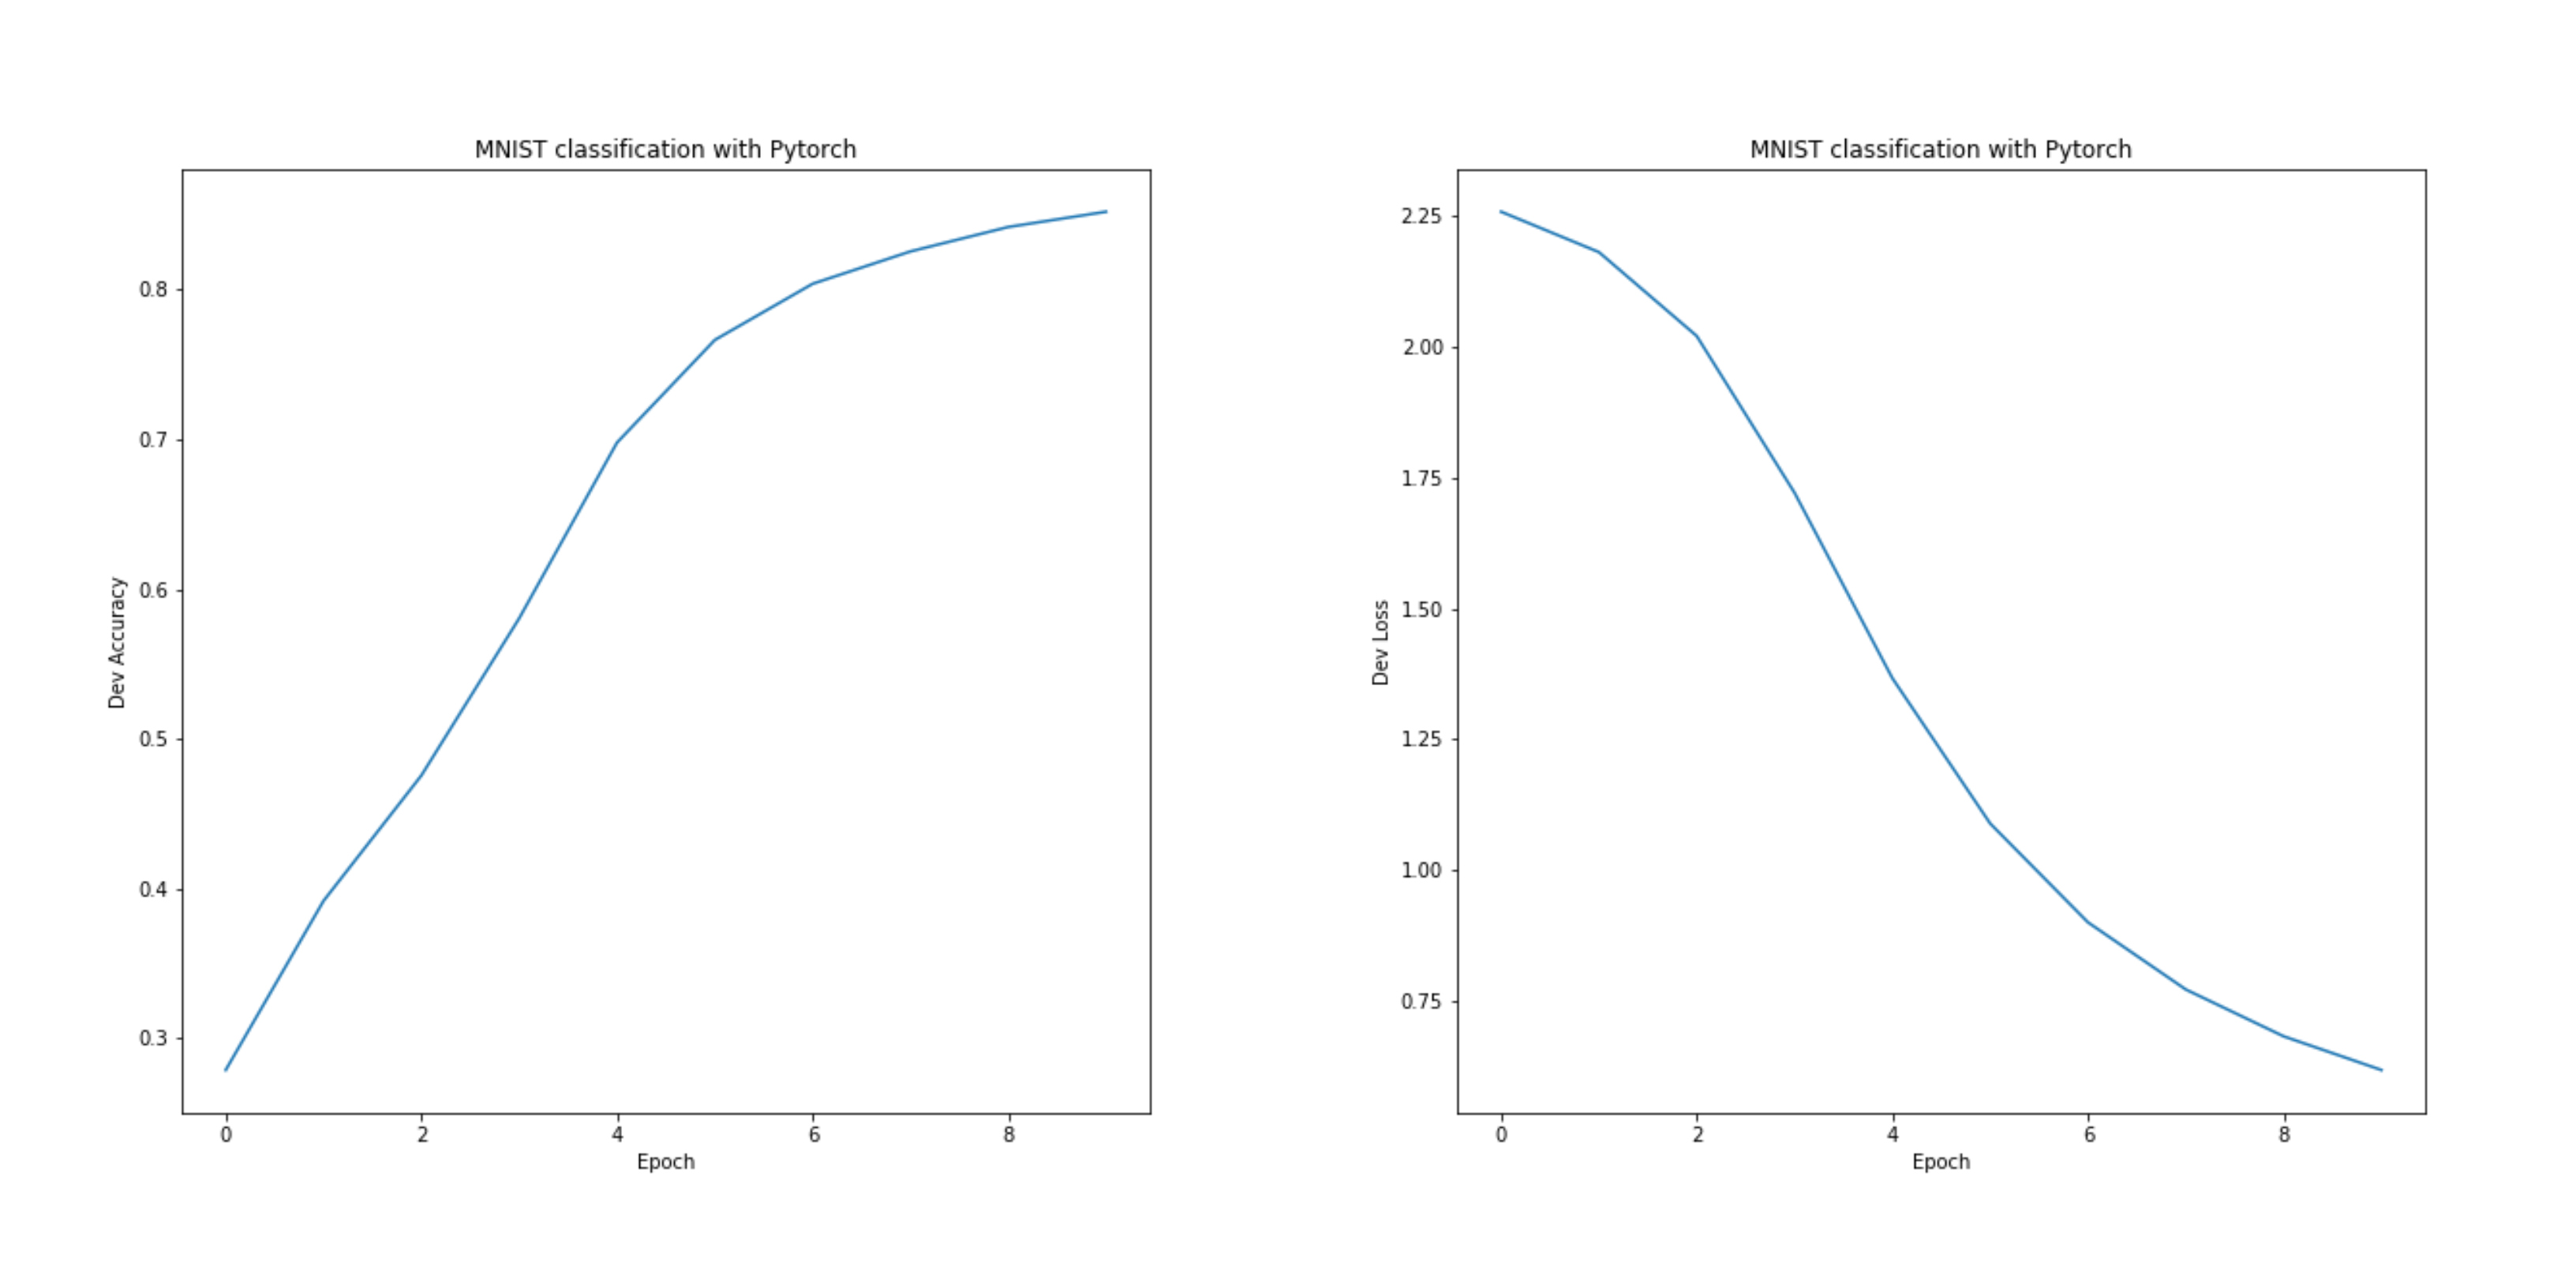 MNIST classification with Pytorch
0.8
0.7
0.6
0.5
0.4
0.3
Dev Accuracy
0 2 4 6 8
Epoch
MNIST classification with Pytorch
2.25
2.00
1.75
1.50
1.25
1.00
0.75
Dev Loss
0 2 4 6 8
Epoch